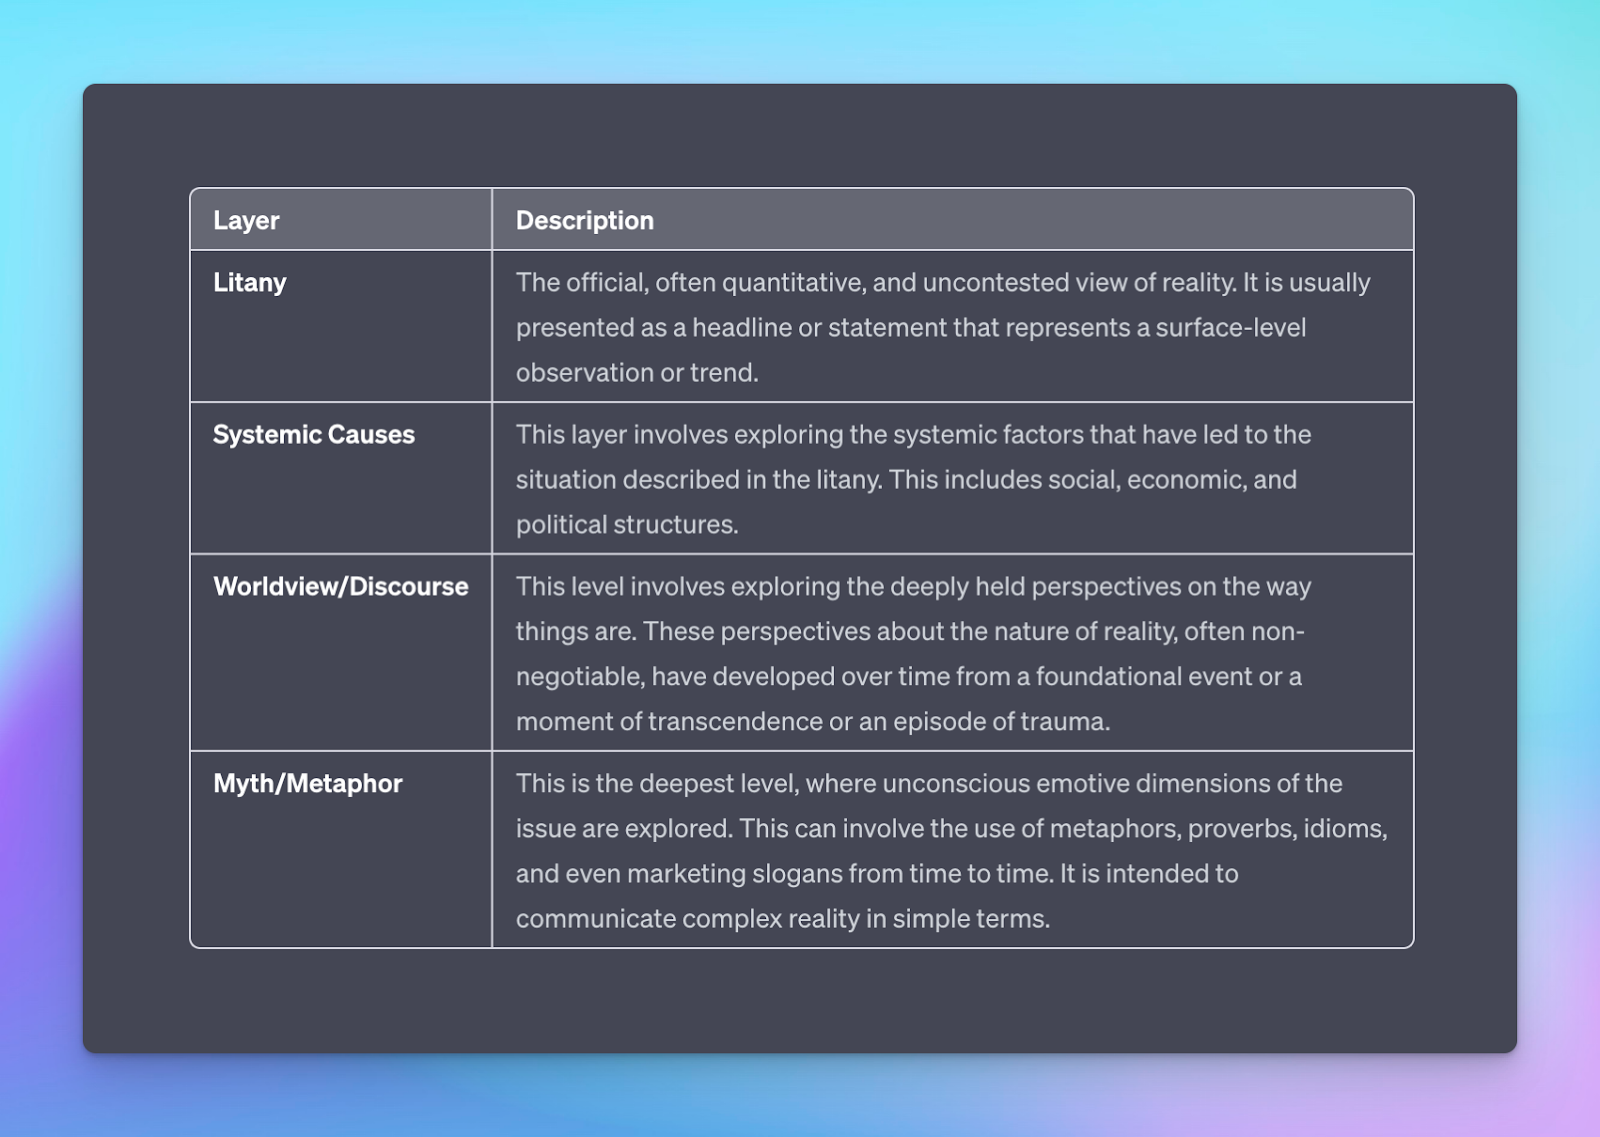 Layer
Description
Litany
The official, often quantitative, and uncontested view of reality. It is usually
presented as a headline or statement that represents a surface-level
observation or trend.
Systemic Causes
This layer involves exploring the systemic factors that have led to the
situation described in the litany. This includes social, economic, and
political structures.
Worldview/Discourse
This level involves exploring the deeply held perspectives on the way
things are. These perspectives about the nature of reality, often non-
negotiable, have developed over time from a foundational event or a
moment of transcendence or an episode of trauma.
Myth/Metaphor
This is the deepest level, where unconscious emotive dimensions of the
issue are explored. This can involve the use of metaphors, proverbs, idioms,
and even marketing slogans from time to time. It is intended to
communicate complex reality in simple terms.